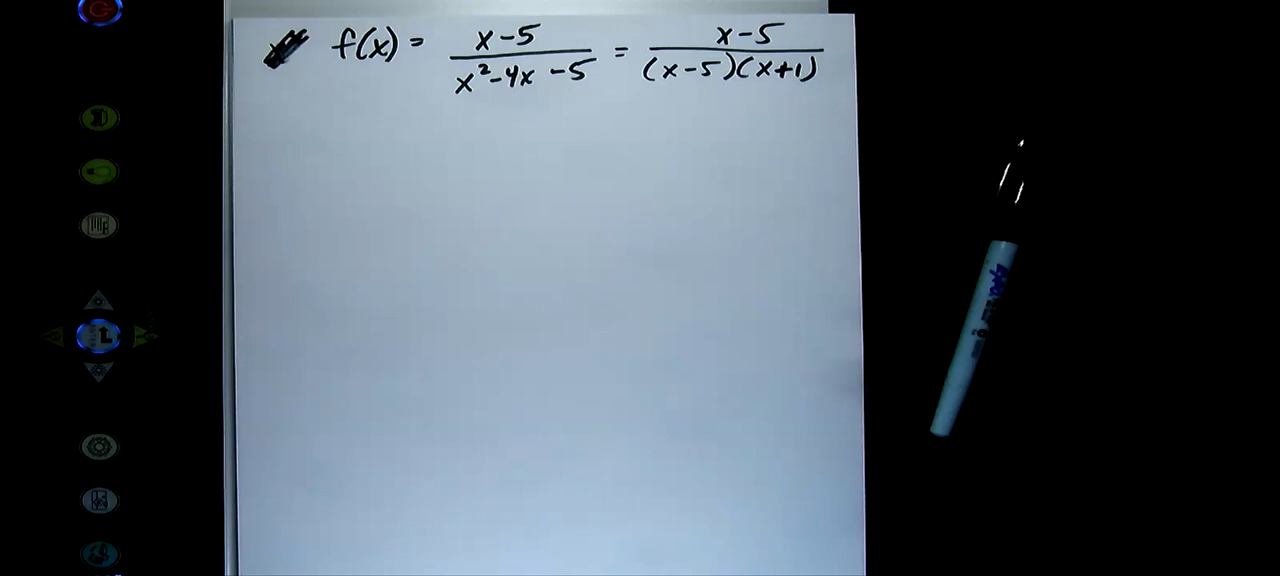 f(x) = (x-5)/(x²-4x-5) = (x-5)/((x-5)(x+1))